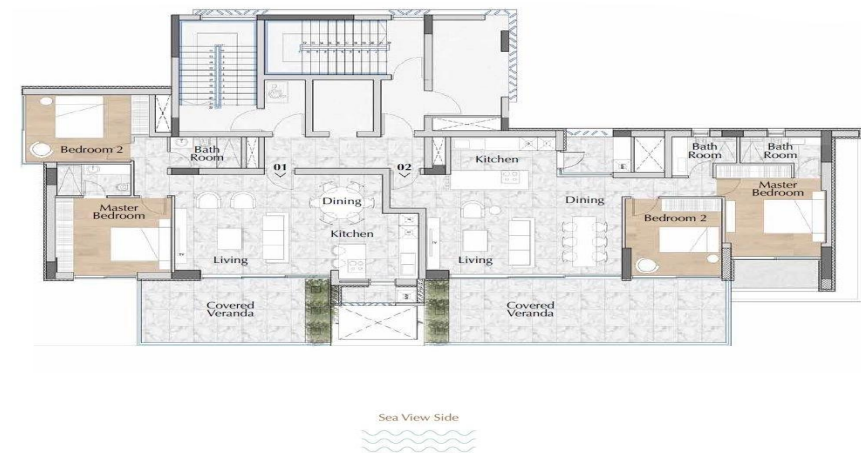 Bedroom 2
Bath
Room
01
02
Kitchen
Bath
Room
Bath
Room
Master
Bedroom
Dining
Dining
Master
Bedroom
Kitchen
Bedroom 2
Living
Living
Covered
Veranda
Covered
Veranda
Sea View Side